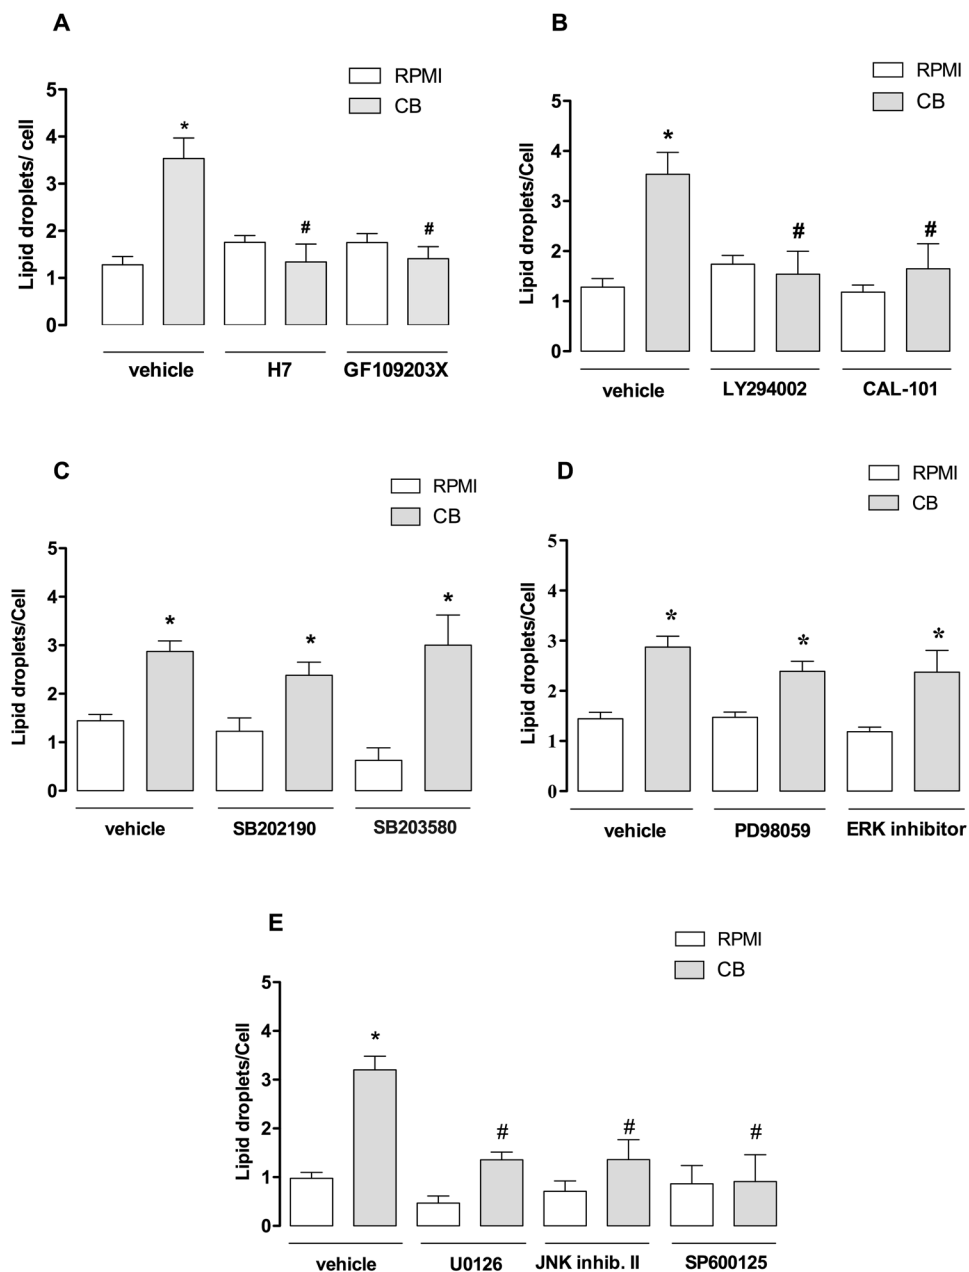 A
RPMI
CB
Lipid droplets/ cell
5
4
3
2
1
0
*
#
#
vehicle
H7
GF109203X
B
RPMI
CB
Lipid droplets/Cell
5
4
3
2
1
0
*
#
#
vehicle
LY294002
CAL-101
C
RPMI
CB
Lipid droplets/Cell
5
4
3
2
1
0
*
*
*
vehicle
SB202190
SB203580
D
RPMI
CB
Lipid droplets/Cell
5
4
3
2
1
0
*
*
*
vehicle
PD98059
ERK inhibitor
E
RPMI
CB
Lipid droplets/Cell
5
4
3
2
1
0
*
#
#
#
vehicle
U0126
JNK inhib. II
SP600125